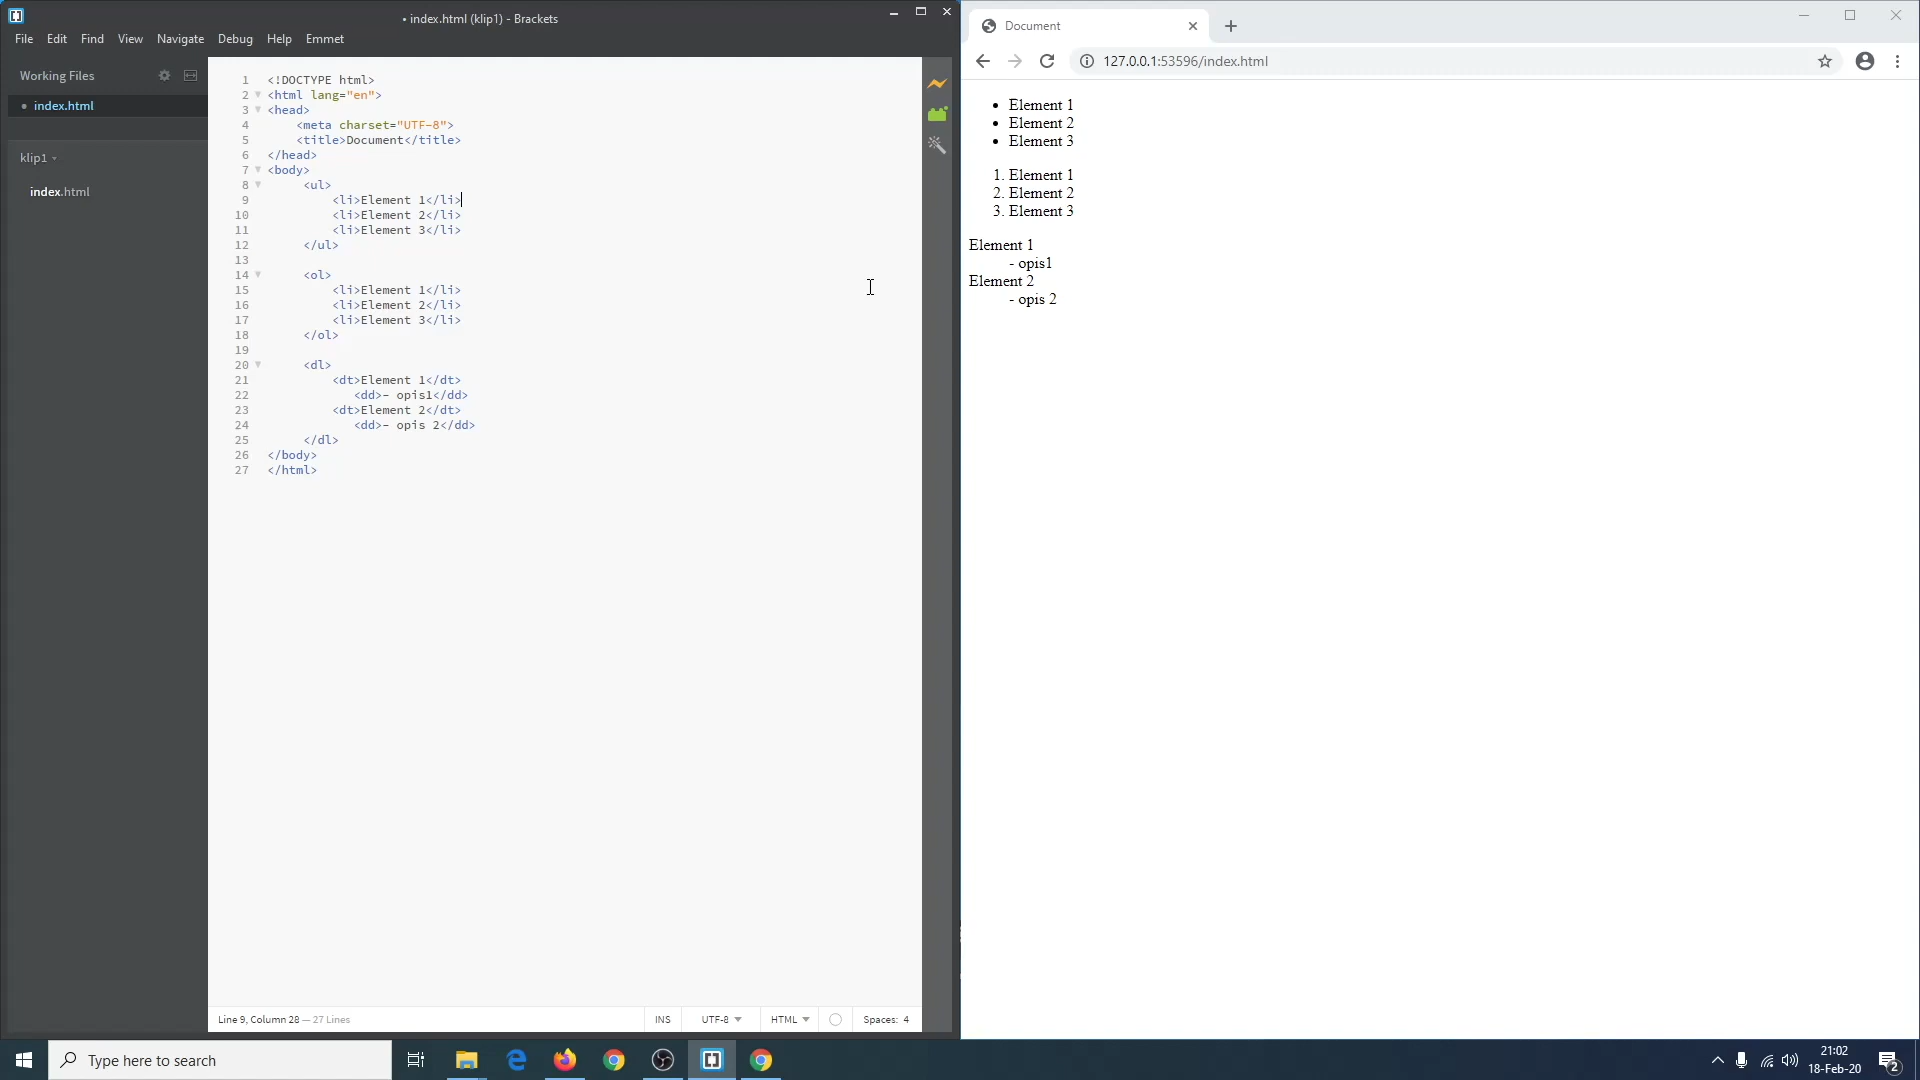 • index.html (klip1) - Brackets
File Edit Find View Navigate Debug Help Emmet
Working Files
• index.html
klip1
index.html
1 <!DOCTYPE html>
2 <html lang="en">
3 <head>
4 <meta charset="UTF-8">
5 <title>Document</title>
6 </head>
7 <body>
8 <ul>
9 <li>Element 1</li>
10 <li>Element 2</li>
11 <li>Element 3</li>
12 </ul>
13
14 <ol>
15 <li>Element 1</li>
16 <li>Element 2</li>
17 <li>Element 3</li>
18 </ol>
19
20 <dl>
21 <dt>Element 1</dt>
22 <dd>- opis1</dd>
23 <dt>Element 2</dt>
24 <dd>- opis 2</dd>
25 </dl>
26 </body>
27 </html>
Line 9, Column 28 — 27 Lines
INS UTF-8 HTML Spaces: 4
Document
127.0.0.1:53596/index.html
• Element 1
• Element 2
• Element 3
1. Element 1
2. Element 2
3. Element 3
Element 1
- opis1
Element 2
- opis 2
Type here to search
21:02
18-Feb-20
2